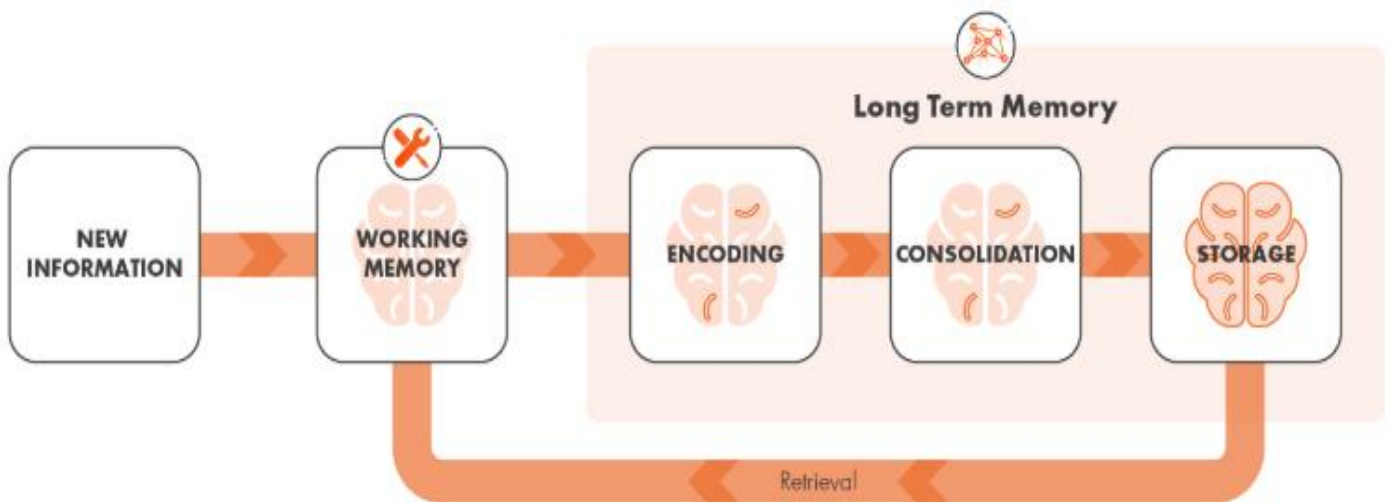 Long Term Memory
NEW
INFORMATION
WORKING
MEMORY
ENCODING
CONSOLIDATION
STORAGE
Retrieval